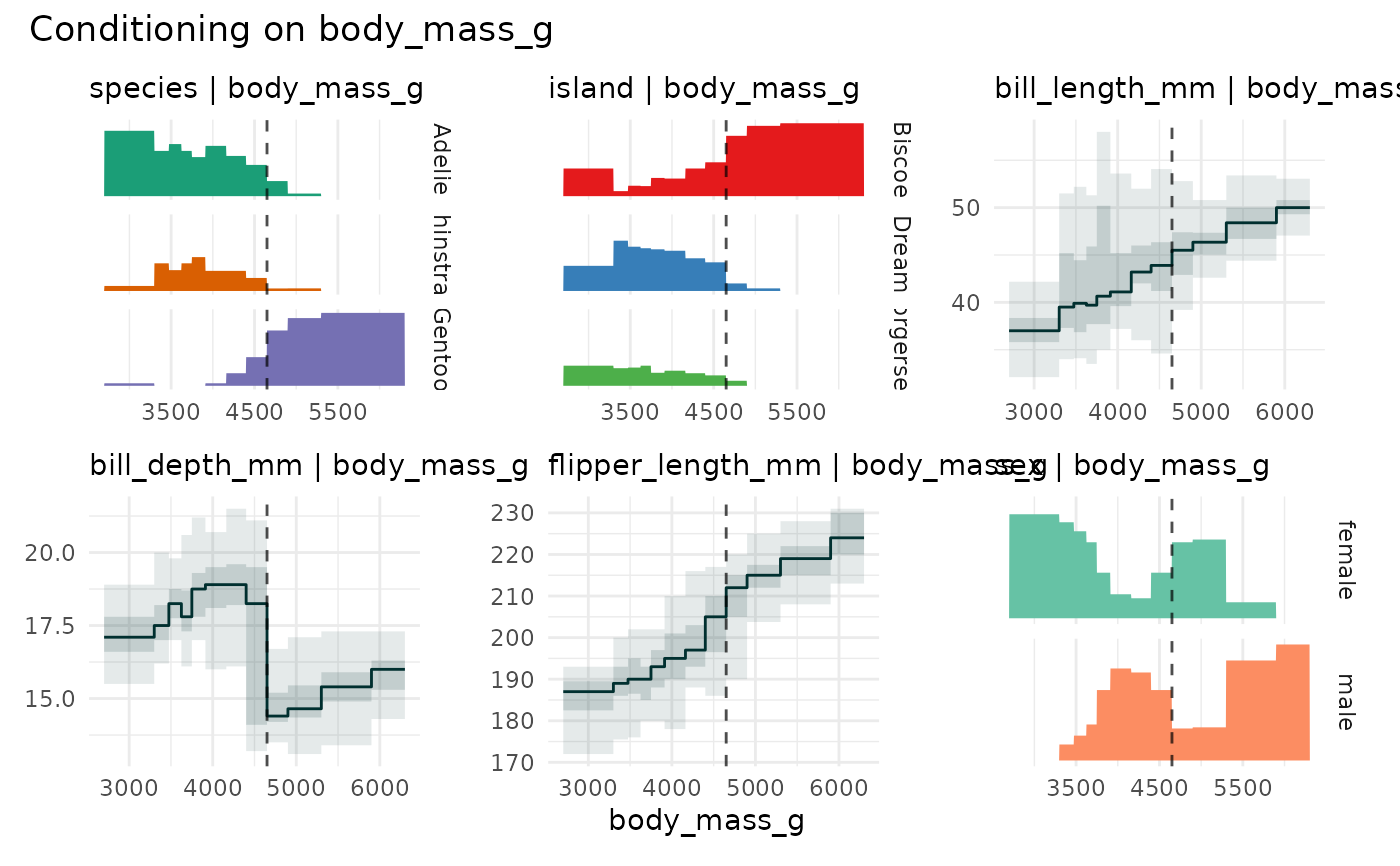 Conditioning on body_mass_g
species | body_mass_g
Adelie
hinstra
Gentoo
3500 4500 5500
island | body_mass_g
Biscoe
Dream
orgerse
3500 4500 5500
bill_length_mm | body_mass
50
40
3000 4000 5000 6000
bill_depth_mm | body_mass_g
20.0
17.5
15.0
3000 4000 5000 6000
flipper_length_mm | body_mass_g
230
220
210
200
190
180
170
3000 4000 5000 6000
sex | body_mass_g
female
male
3500 4500 5500
body_mass_g